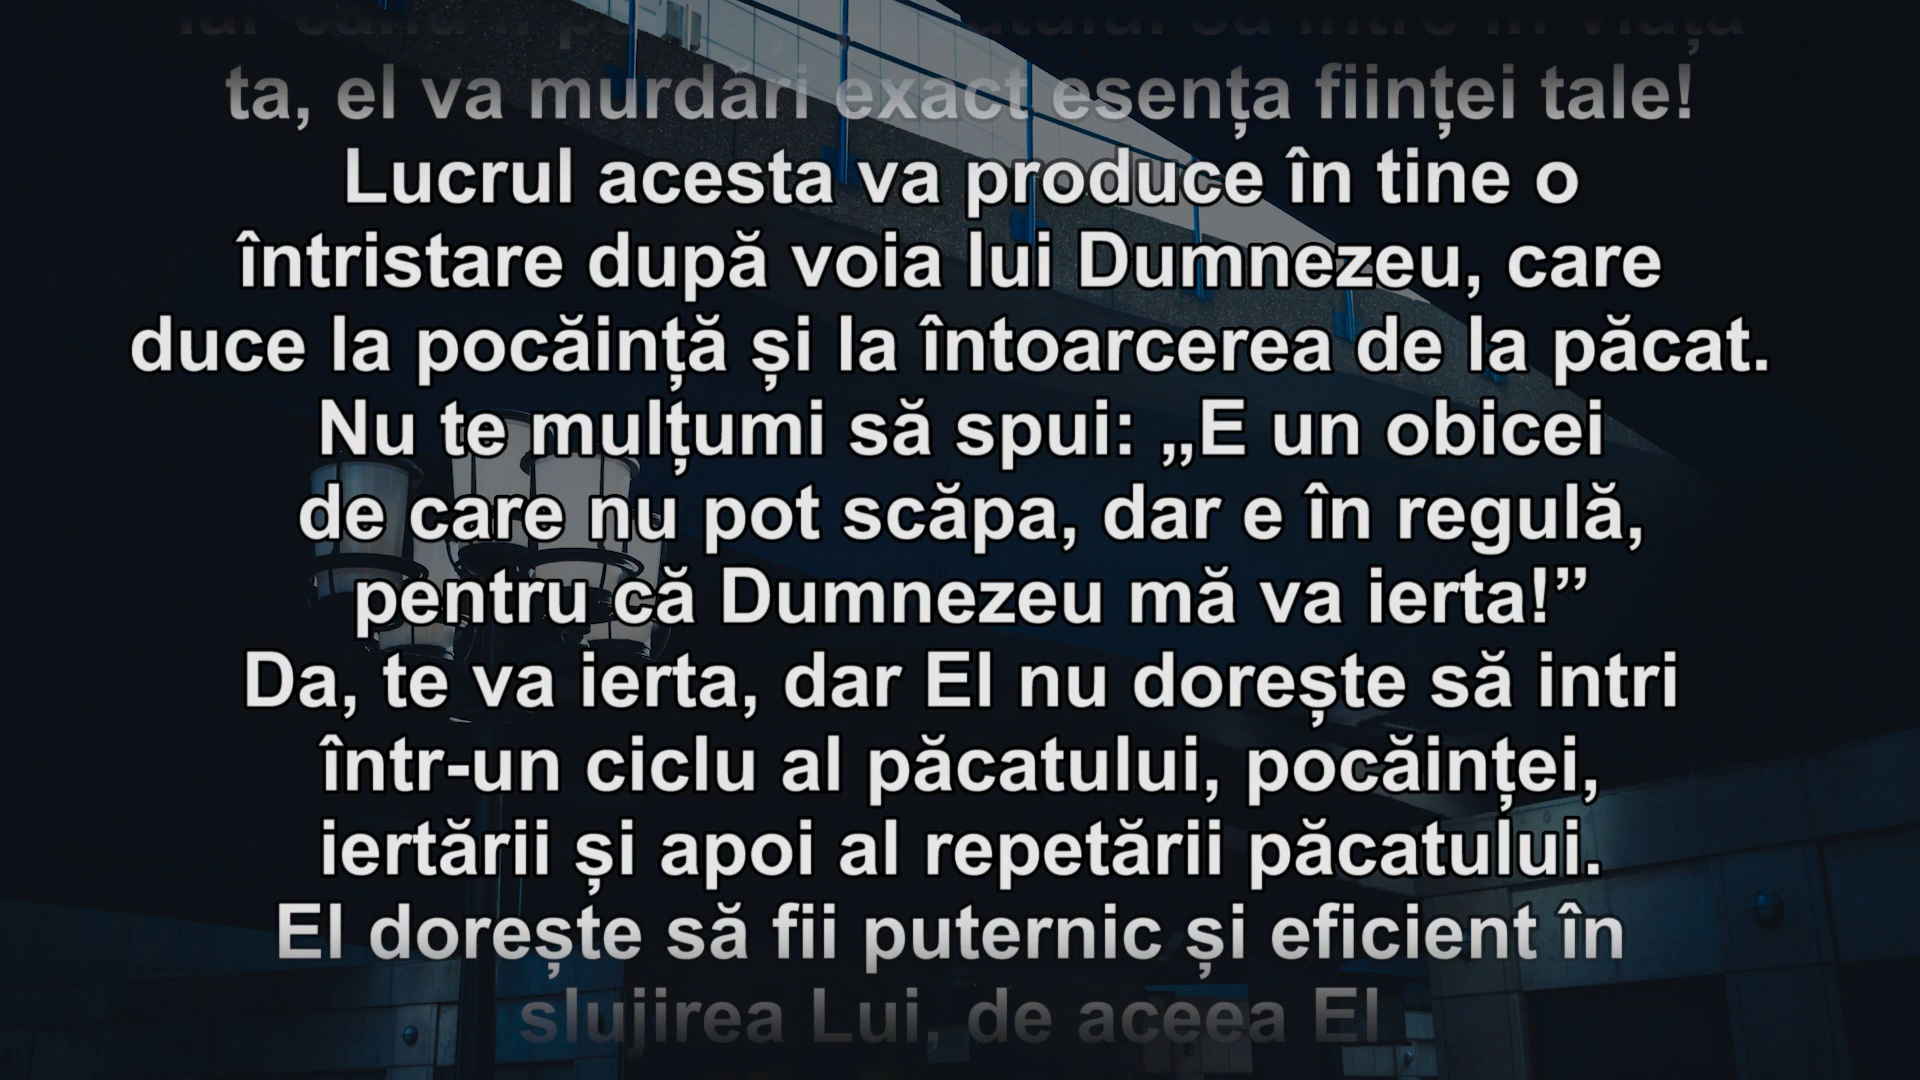 ta, el va murdări exact esența ființei tale!
Lucrul acesta va produce în tine o
întristare după voia lui Dumnezeu, care
duce la pocăință și la întoarcerea de la păcat.
Nu te mulțumi să spui: „E un obicei
de care nu pot scăpa, dar e în regulă,
pentru că Dumnezeu mă va ierta!”
Da, te va ierta, dar El nu dorește să intri
într-un ciclu al păcatului, pocăinței,
iertării și apoi al repetării păcatului.
El dorește să fii puternic și eficient în
slujirea Lui, de aceea El